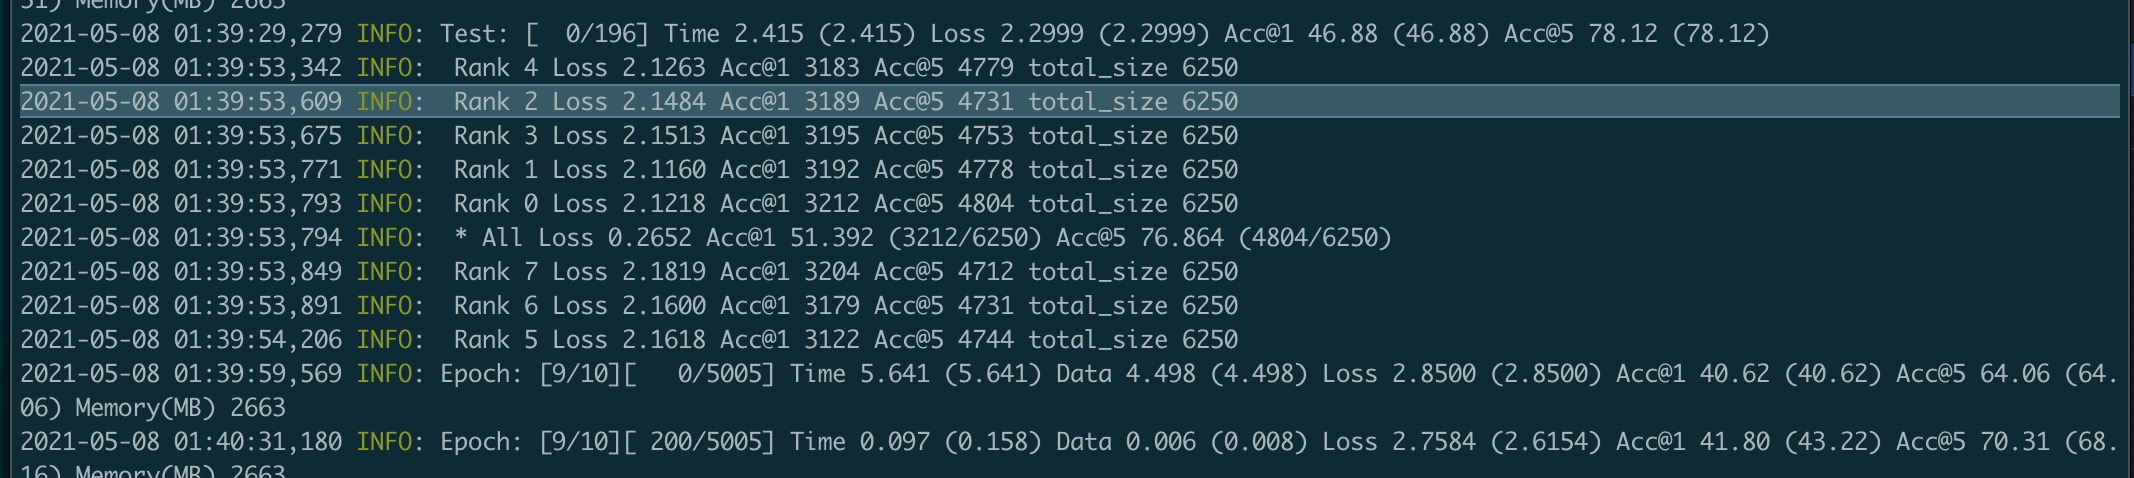 51) Memory(MB) 2663
2021-05-08 01:39:29,279 INFO: Test: [  0/196] Time 2.415 (2.415) Loss 2.2999 (2.2999) Acc@1 46.88 (46.88) Acc@5 78.12 (78.12)
2021-05-08 01:39:53,342 INFO:  Rank 4 Loss 2.1263 Acc@1 3183 Acc@5 4779 total_size 6250
2021-05-08 01:39:53,609 INFO:  Rank 2 Loss 2.1484 Acc@1 3189 Acc@5 4731 total_size 6250
2021-05-08 01:39:53,675 INFO:  Rank 3 Loss 2.1513 Acc@1 3195 Acc@5 4753 total_size 6250
2021-05-08 01:39:53,771 INFO:  Rank 1 Loss 2.1160 Acc@1 3192 Acc@5 4778 total_size 6250
2021-05-08 01:39:53,793 INFO:  Rank 0 Loss 2.1218 Acc@1 3212 Acc@5 4804 total_size 6250
2021-05-08 01:39:53,794 INFO:  * All Loss 0.2652 Acc@1 51.392 (3212/6250) Acc@5 76.864 (4804/6250)
2021-05-08 01:39:53,849 INFO:  Rank 7 Loss 2.1819 Acc@1 3204 Acc@5 4712 total_size 6250
2021-05-08 01:39:53,891 INFO:  Rank 6 Loss 2.1600 Acc@1 3179 Acc@5 4731 total_size 6250
2021-05-08 01:39:54,206 INFO:  Rank 5 Loss 2.1618 Acc@1 3122 Acc@5 4744 total_size 6250
2021-05-08 01:39:59,569 INFO: Epoch: [9/10][   0/5005] Time 5.641 (5.641) Data 4.498 (4.498) Loss 2.8500 (2.8500) Acc@1 40.62 (40.62) Acc@5 64.06 (64.
06) Memory(MB) 2663
2021-05-08 01:40:31,180 INFO: Epoch: [9/10][ 200/5005] Time 0.097 (0.158) Data 0.006 (0.008) Loss 2.7584 (2.6154) Acc@1 41.80 (43.22) Acc@5 70.31 (68.
16) Memory(MB) 2663